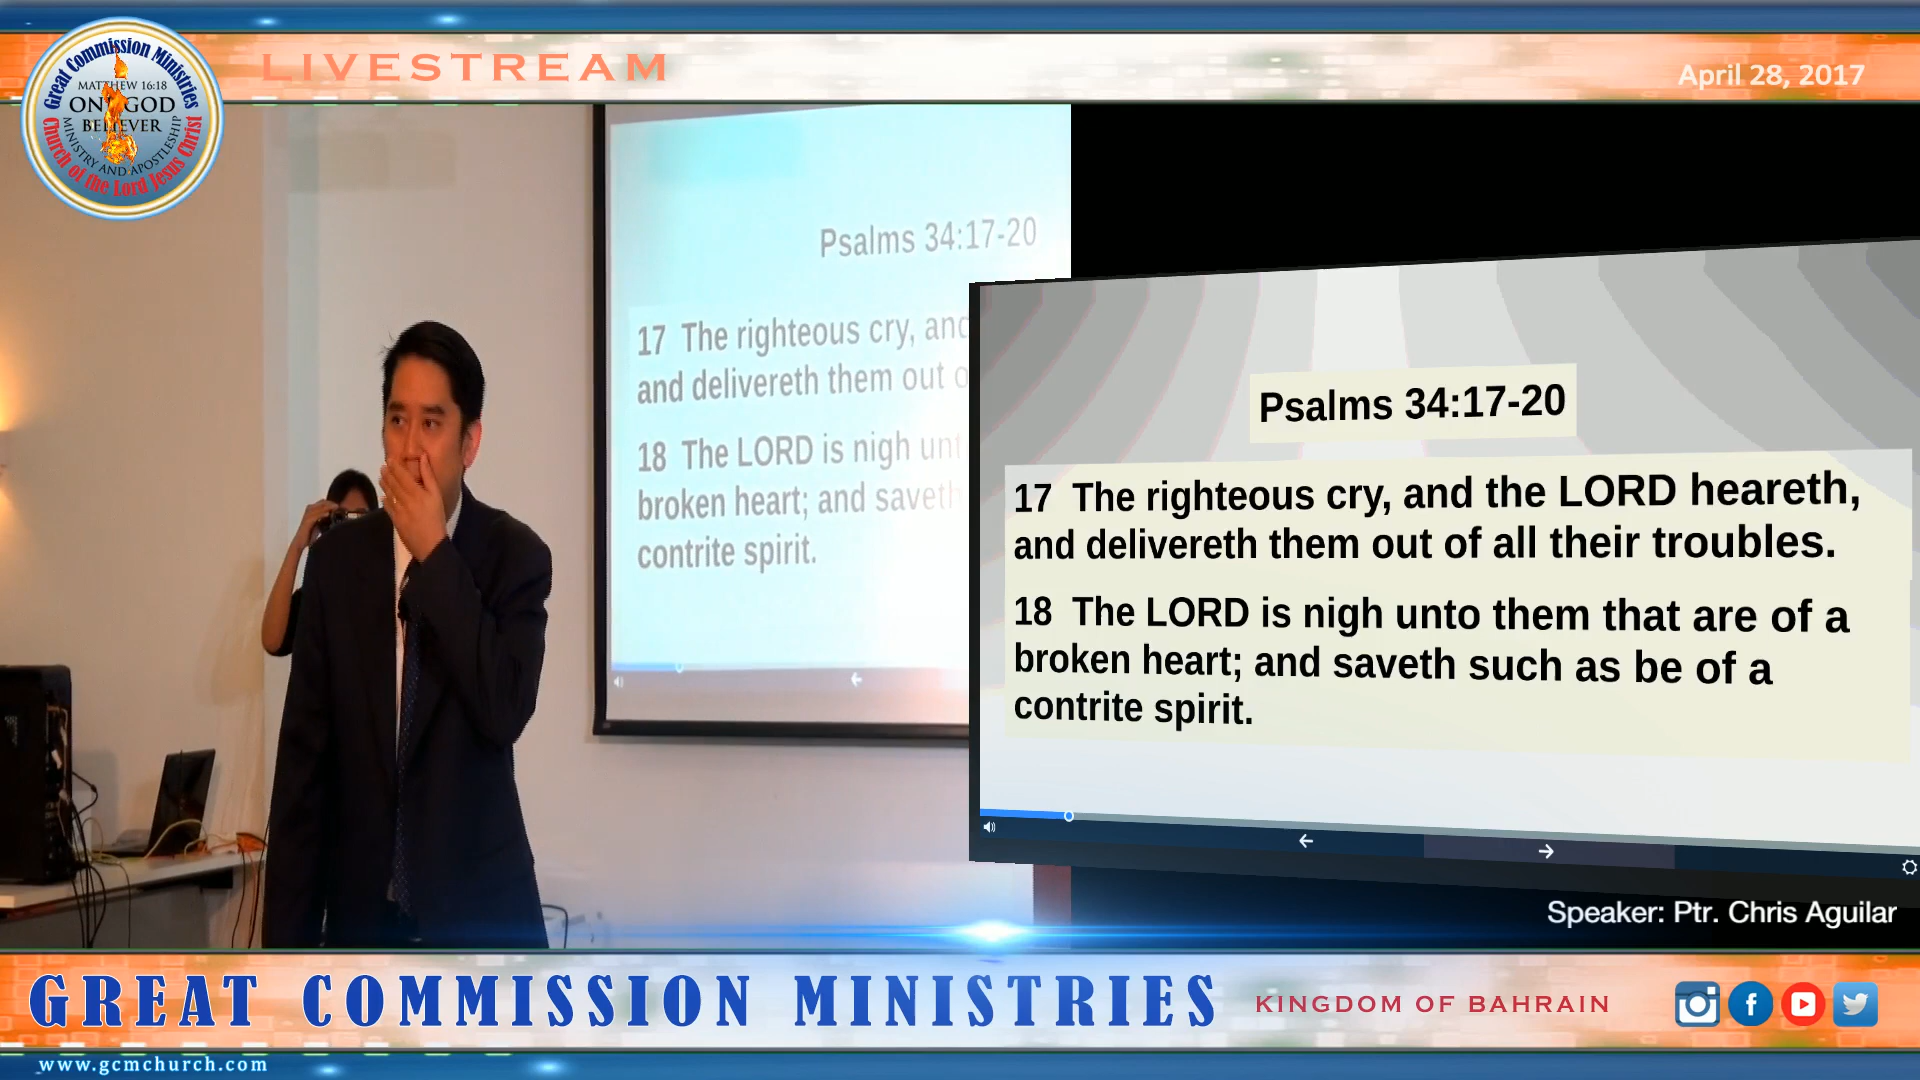 LIVESTREAM
April 28, 2017
Great Commission Ministries
MATTHEW 16:18
ONE GOD
BELIEVER
MINISTRY AND APOSTLESHIP
Church of the Lord Jesus Christ
Psalms 34:17-20
17 The righteous cry, and
and delivereth them out o
18 The LORD is nigh unt
broken heart; and saveth
contrite spirit.
Psalms 34:17-20
17 The righteous cry, and the LORD heareth,
and delivereth them out of all their troubles.
18 The LORD is nigh unto them that are of a
broken heart; and saveth such as be of a
contrite spirit.
Speaker: Ptr. Chris Aguilar
GREAT COMMISSION MINISTRIES
KINGDOM OF BAHRAIN
www.gcmchurch.com